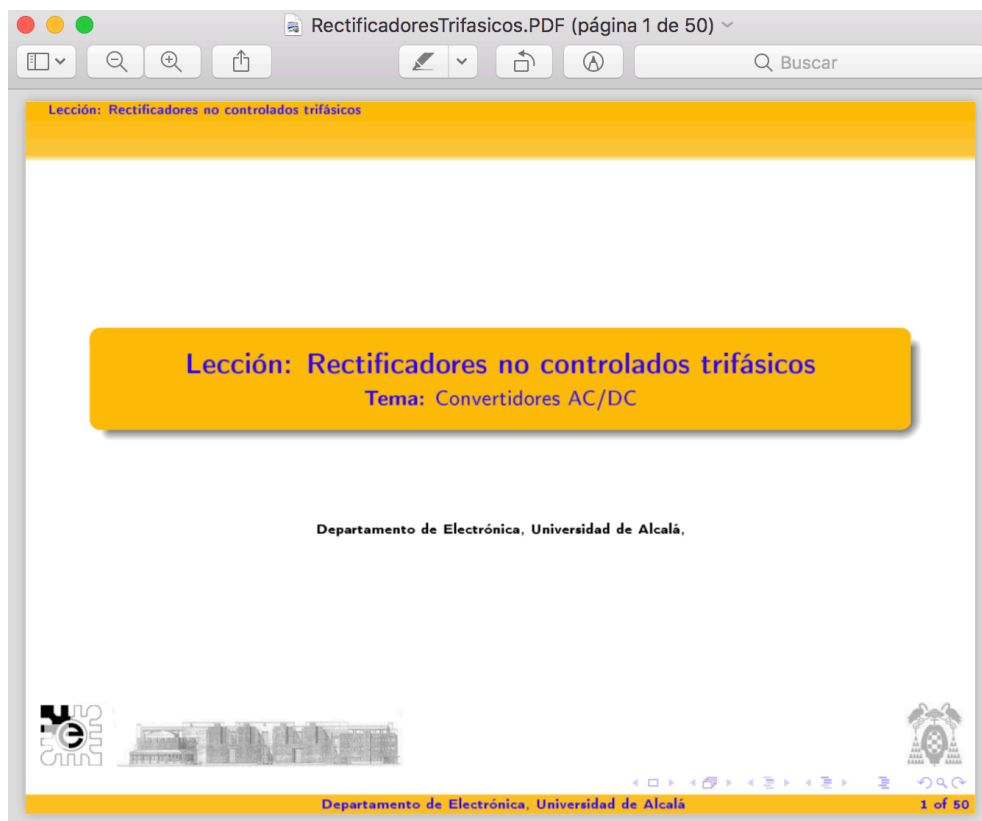 RectificadoresTrifasicos.PDF (página 1 de 50)
Buscar
Lección: Rectificadores no controlados trifásicos
Lección: Rectificadores no controlados trifásicos
Tema: Convertidores AC/DC
Departamento de Electrónica, Universidad de Alcalá,
Departamento de Electrónica, Universidad de Alcalá
1 of 50